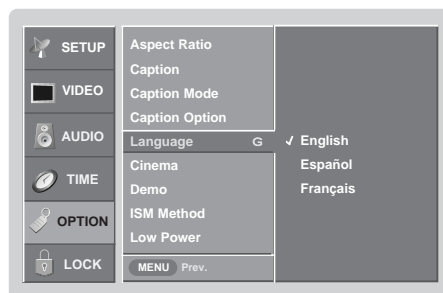 SETUP
VIDEO
AUDIO
TIME
OPTION
LOCK
Aspect Ratio
Caption
Caption Mode
Caption Option
Language G
Cinema
Demo
ISM Method
Low Power
MENU Prev.
✓ English
Español
Français